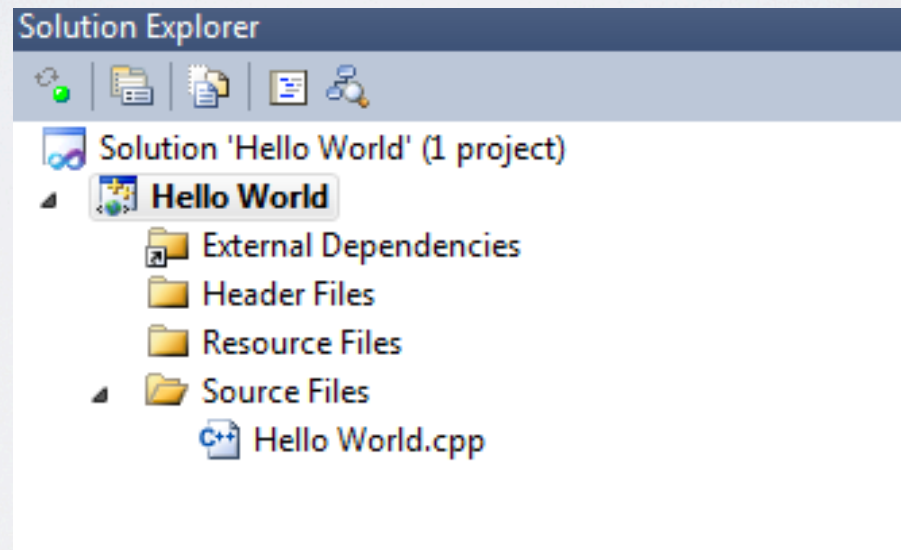 Solution Explorer
Solution 'Hello World' (1 project)
Hello World
External Dependencies
Header Files
Resource Files
Source Files
C++ Hello World.cpp